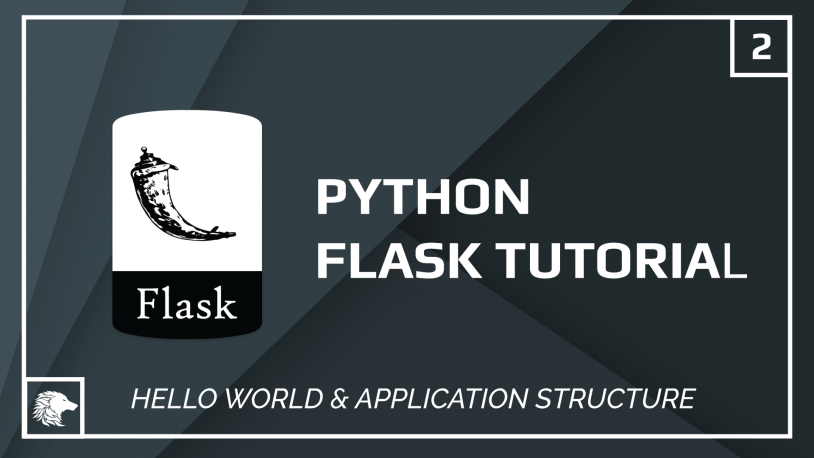 2
PYTHON
FLASK TUTORIAL
Flask
HELLO WORLD & APPLICATION STRUCTURE